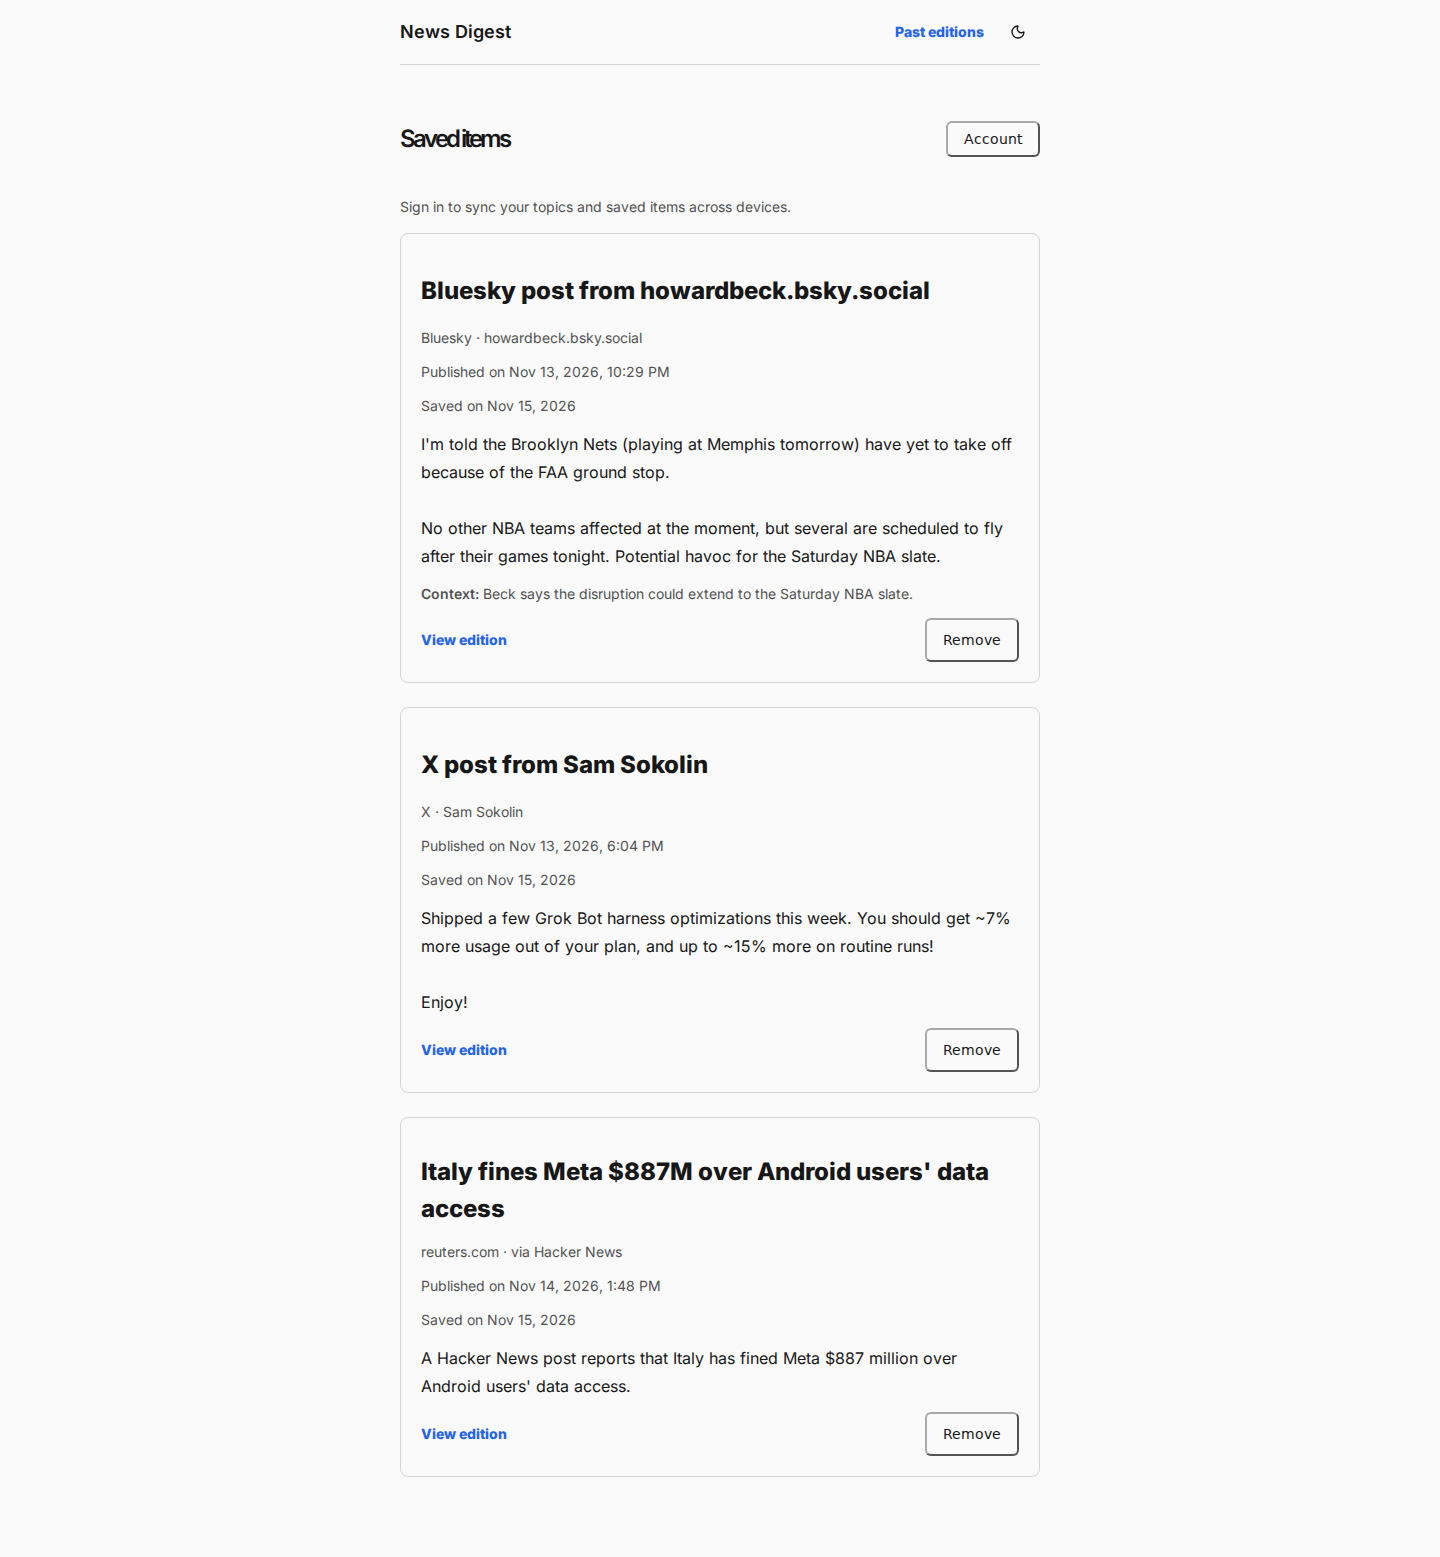 News Digest
Past editions
Saved items
Account
Sign in to sync your topics and saved items across devices.
Bluesky post from howardbeck.bsky.social
Bluesky · howardbeck.bsky.social
Published on Nov 13, 2026, 10:29 PM
Saved on Nov 15, 2026
I'm told the Brooklyn Nets (playing at Memphis tomorrow) have yet to take off
because of the FAA ground stop.
No other NBA teams affected at the moment, but several are scheduled to fly
after their games tonight. Potential havoc for the Saturday NBA slate.
Context: Beck says the disruption could extend to the Saturday NBA slate.
View edition
Remove
X post from Sam Sokolin
X · Sam Sokolin
Published on Nov 13, 2026, 6:04 PM
Saved on Nov 15, 2026
Shipped a few Grok Bot harness optimizations this week. You should get ~7%
more usage out of your plan, and up to ~15% more on routine runs!
Enjoy!
View edition
Remove
Italy fines Meta $887M over Android users' data
access
reuters.com · via Hacker News
Published on Nov 14, 2026, 1:48 PM
Saved on Nov 15, 2026
A Hacker News post reports that Italy has fined Meta $887 million over
Android users' data access.
View edition
Remove